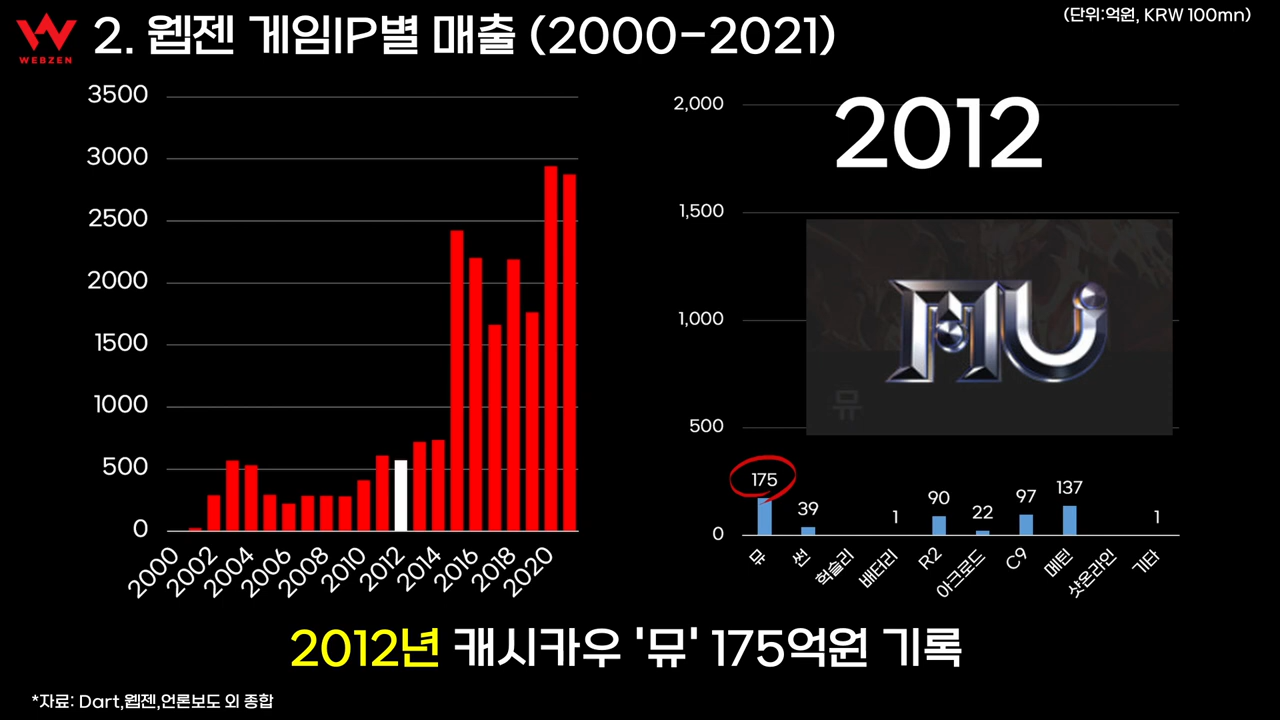 WEBZEN
2. 웹젠 게임IP별 매출 (2000-2021)
(단위:억원, KRW 100mn)
3500
3000
2500
2000
1500
1000
500
0
2000
2002
2004
2006
2008
2010
2012
2014
2016
2018
2020
2012
2,000
1,500
1,000
500
0
MU
뮤
175
39
1
90
22
97
137
1
뮤
썬
헉슬리
배터리
R2
아크로드
C9
메틴
샷온라인
기타
2012년 캐시카우 '뮤' 175억원 기록
*자료: Dart,웹젠,언론보도 외 종합